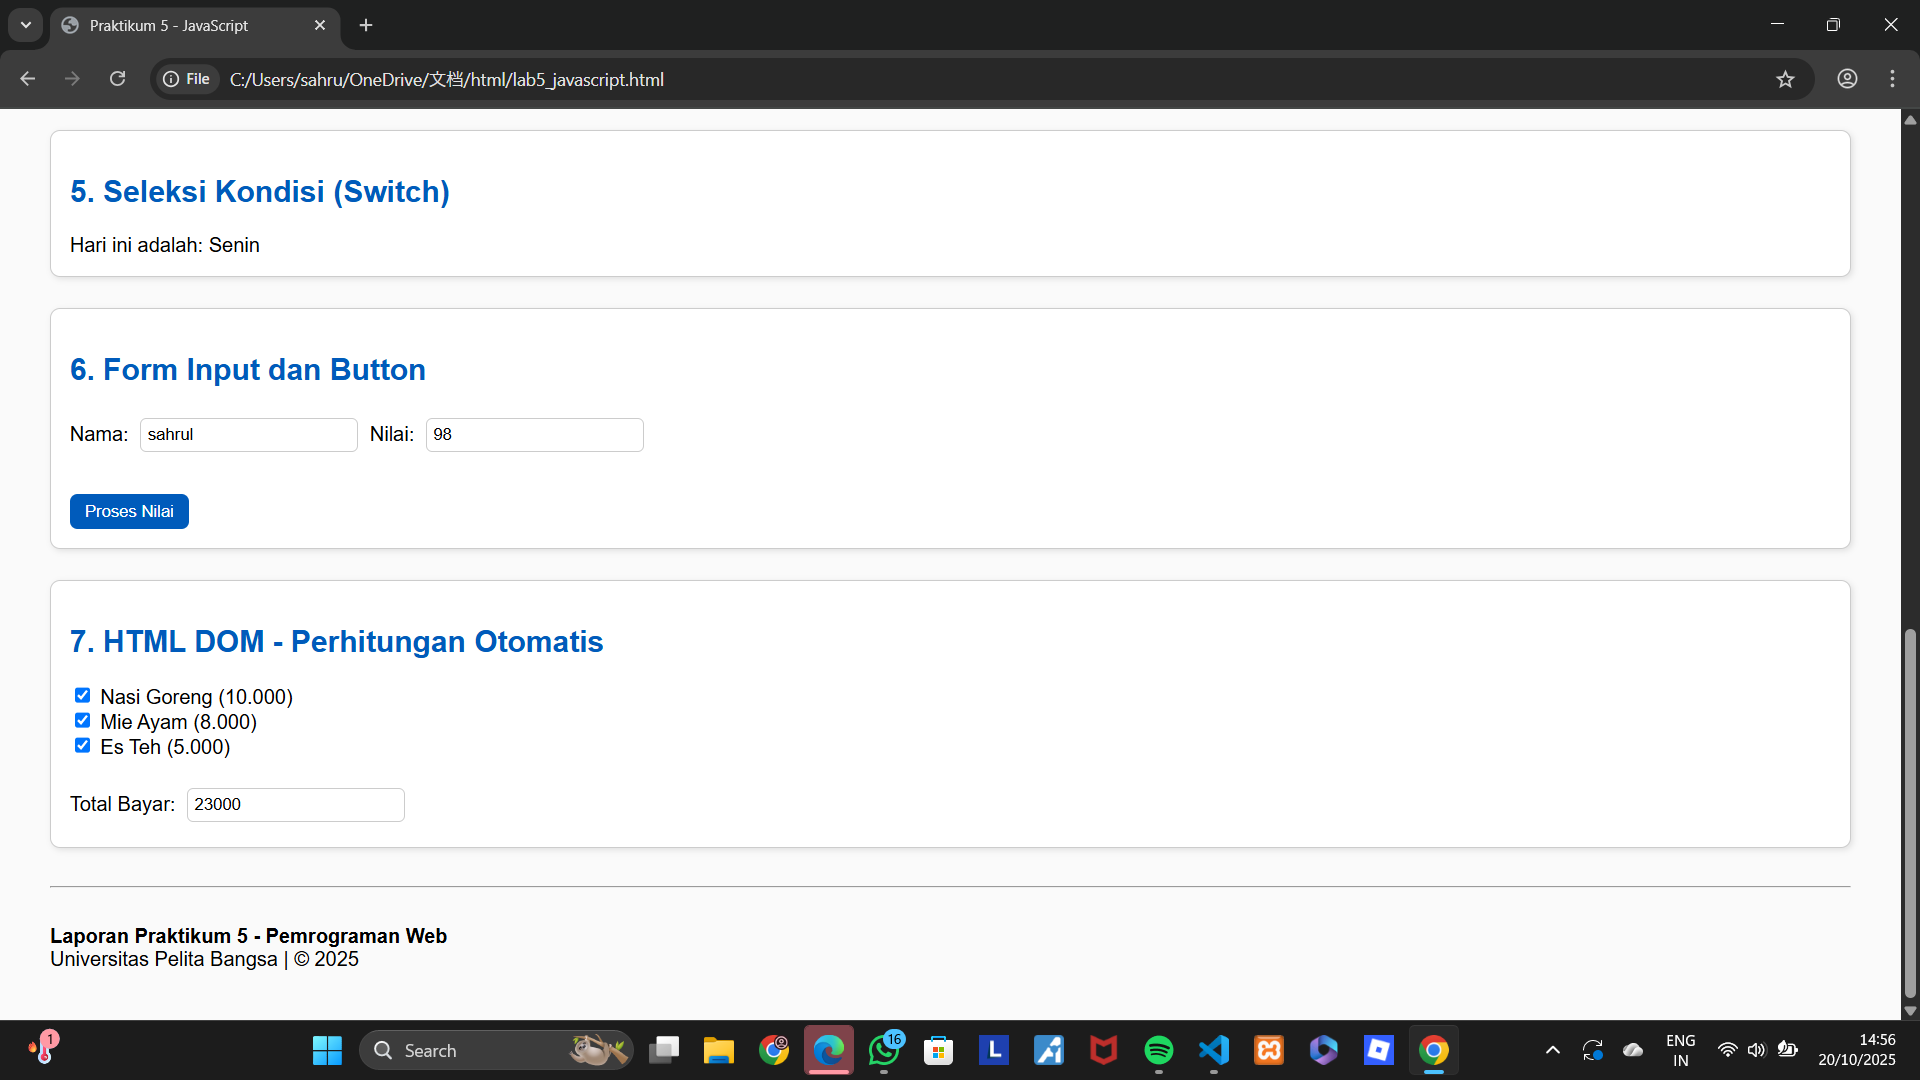 Praktikum 5 - JavaScript
File
C:/Users/sahru/OneDrive/文档/html/lab5_javascript.html
5. Seleksi Kondisi (Switch)
Hari ini adalah: Senin
6. Form Input dan Button
Nama: sahrul Nilai: 98
Proses Nilai
7. HTML DOM - Perhitungan Otomatis
Nasi Goreng (10.000)
Mie Ayam (8.000)
Es Teh (5.000)
Total Bayar: 23000
Laporan Praktikum 5 - Pemrograman Web
Universitas Pelita Bangsa | © 2025
1
Search
16
L
ENG
IN
14:56
20/10/2025